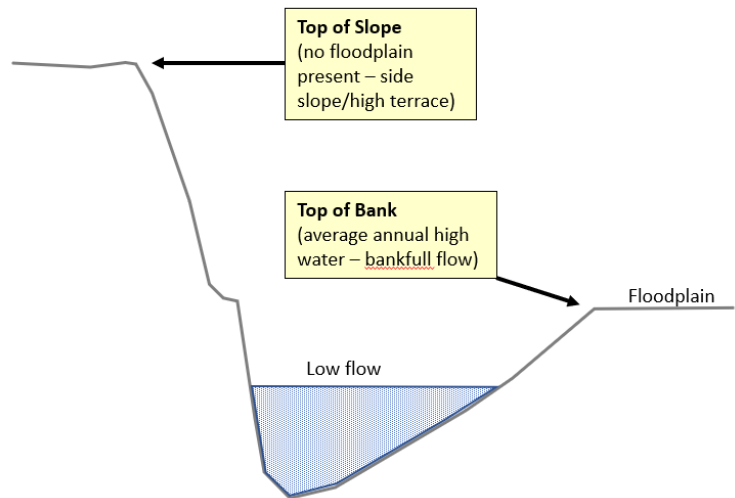 Top of Slope
(no floodplain
present – side
slope/high terrace)
Top of Bank
(average annual high
water – bankfull flow)
Floodplain
Low flow